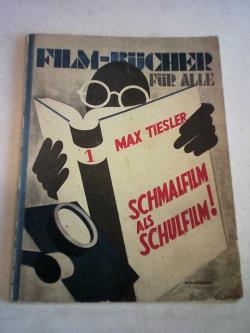 FILM-BÜCHER
FÜR ALLE
1
MAX TIESLER
SCHMALFILM
ALS
SCHULFILM!